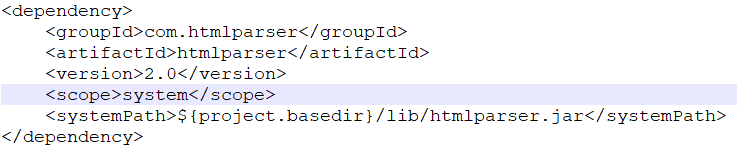 <dependency>
    <groupId>com.htmlparser</groupId>
    <artifactId>htmlparser</artifactId>
    <version>2.0</version>
    <scope>system</scope>
    <systemPath>${project.basedir}/lib/htmlparser.jar</systemPath>
</dependency>